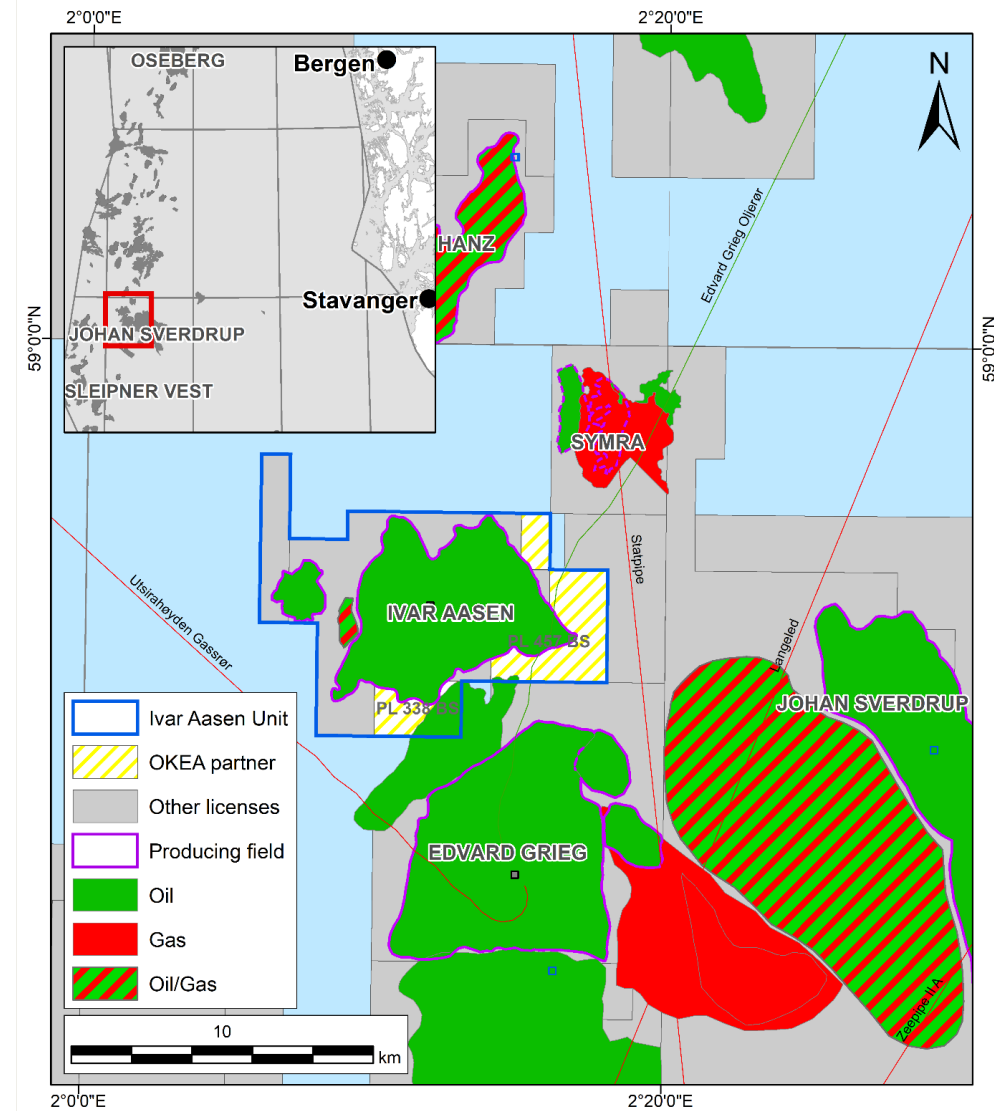 2°0'0"E
2°20'0"E
OSEBERG
Bergen
N
HANZ
Edvard Grieg Oljerør
Stavanger
JOHAN SVERDRUP
59°0'0"N
59°0'0"N
SLEIPNER VEST
SYMRA
Statpipe
Utsirahøyden Gassrør
IVAR AASEN
PL 457 BS
Langeled
JOHAN SVERDRUP
PL 338 BS
Ivar Aasen Unit
OKEA partner
Other licenses
Producing field
EDVARD GRIEG
Oil
Gas
Oil/Gas
Zeepipe II A
10
km
2°0'0"E
2°20'0"E